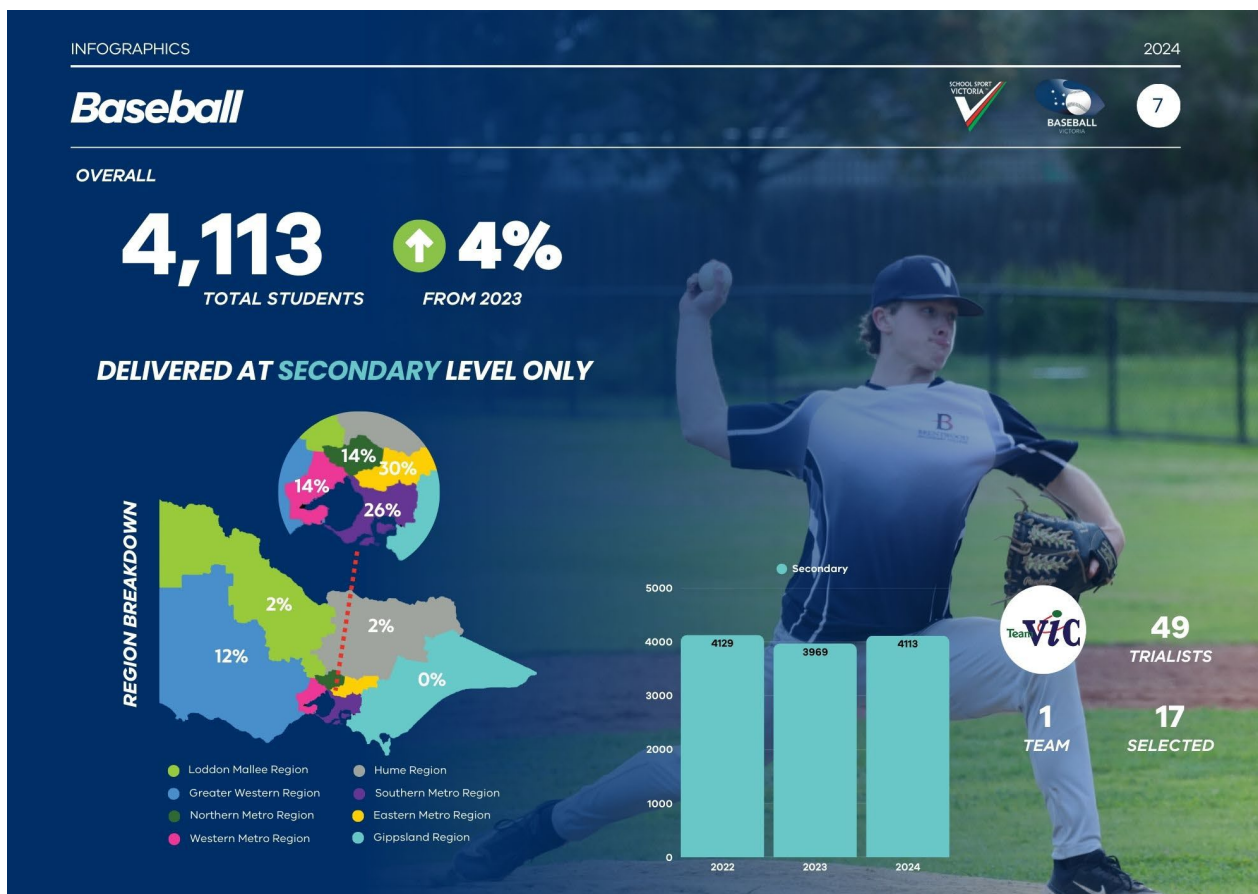 INFOGRAPHICS
2024
Baseball
SCHOOL SPORT
VICTORIA
BASEBALL
VICTORIA
7
OVERALL
4,113
TOTAL STUDENTS
4%
FROM 2023
DELIVERED AT SECONDARY LEVEL ONLY
REGION BREAKDOWN
14%
30%
14%
26%
2%
2%
12%
0%
Loddon Mallee Region
Greater Western Region
Northern Metro Region
Western Metro Region
Hume Region
Southern Metro Region
Eastern Metro Region
Gippsland Region
V
B
BRENTWOOD
SECONDARY COLLEGE
Secondary
5000
4000
3000
2000
1000
0
4129
3969
4113
2022
2023
2024
Team Vic
49
TRIALISTS
1
TEAM
17
SELECTED